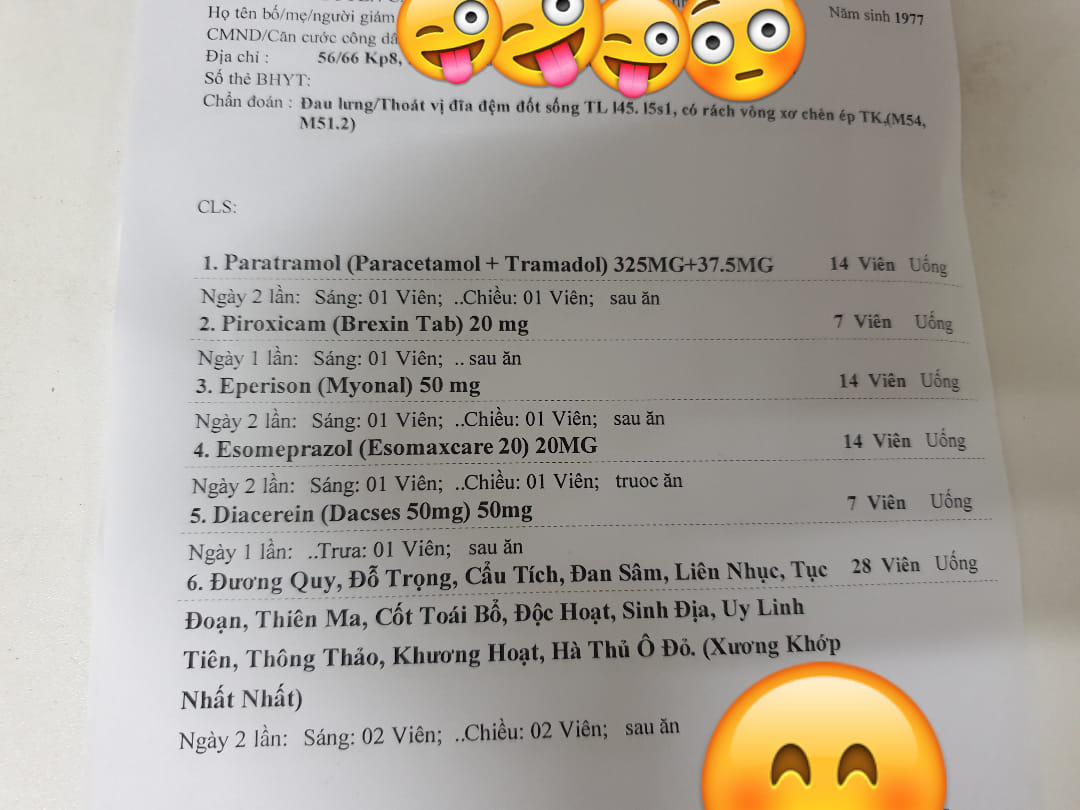 Họ tên bố/mẹ/người giám
Năm sinh 1977
CMND/Căn cước công dâ
Địa chỉ : 56/66 Kp8,
Số thẻ BHYT:
Chẩn đoán : Đau lưng/Thoát vị đĩa đệm đốt sống TL l45. l5s1, có rách vòng xơ chèn ép TK,(M54,
M51.2)
CLS:
1. Paratramol (Paracetamol + Tramadol) 325MG+37.5MG 14 Viên Uống
Ngày 2 lần: Sáng: 01 Viên; ..Chiều: 01 Viên; sau ăn
2. Piroxicam (Brexin Tab) 20 mg 7 Viên Uống
Ngày 1 lần: Sáng: 01 Viên; .. sau ăn
3. Eperison (Myonal) 50 mg 14 Viên Uống
Ngày 2 lần: Sáng: 01 Viên; ..Chiều: 01 Viên; sau ăn
4. Esomeprazol (Esomaxcare 20) 20MG 14 Viên Uống
Ngày 2 lần: Sáng: 01 Viên; ..Chiều: 01 Viên; truoc ăn
5. Diacerein (Dacses 50mg) 50mg 7 Viên Uống
Ngày 1 lần: ..Trưa: 01 Viên; sau ăn
6. Đương Quy, Đỗ Trọng, Cẩu Tích, Đan Sâm, Liên Nhục, Tục 28 Viên Uống
Đoạn, Thiên Ma, Cốt Toái Bổ, Độc Hoạt, Sinh Địa, Uy Linh
Tiên, Thông Thảo, Khương Hoạt, Hà Thủ Ô Đỏ. (Xương Khớp
Nhất Nhất)
Ngày 2 lần: Sáng: 02 Viên; ..Chiều: 02 Viên; sau ăn